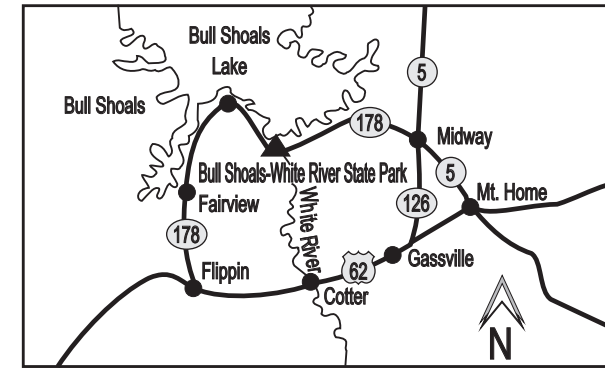 Bull Shoals
Lake
5
Bull Shoals
178
Midway
Bull Shoals-White River State Park
5
Mt. Home
Fairview
White River
126
178
Gassville
Flippin
62
Cotter
N